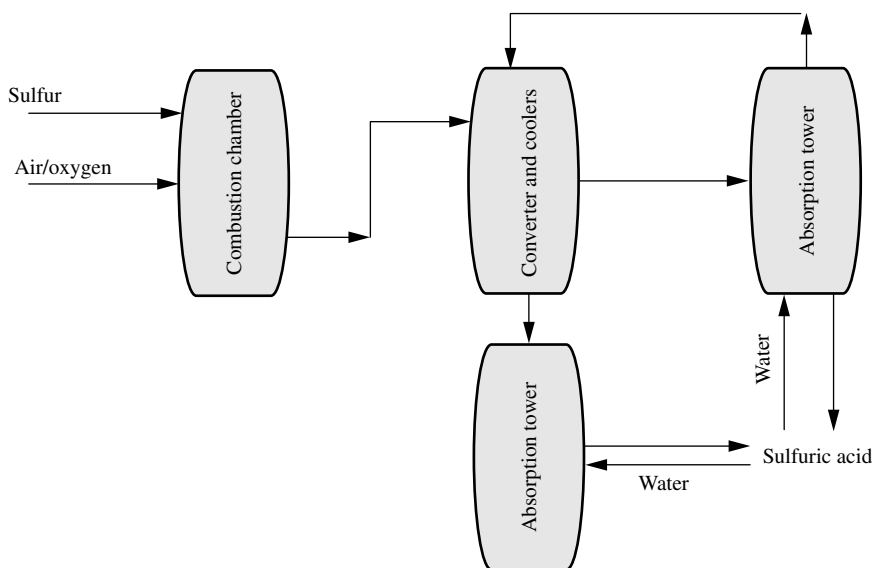 Sulfur
Air/oxygen
Combustion chamber
Converter and coolers
Absorption tower
Water
Sulfuric acid
Absorption tower
Water